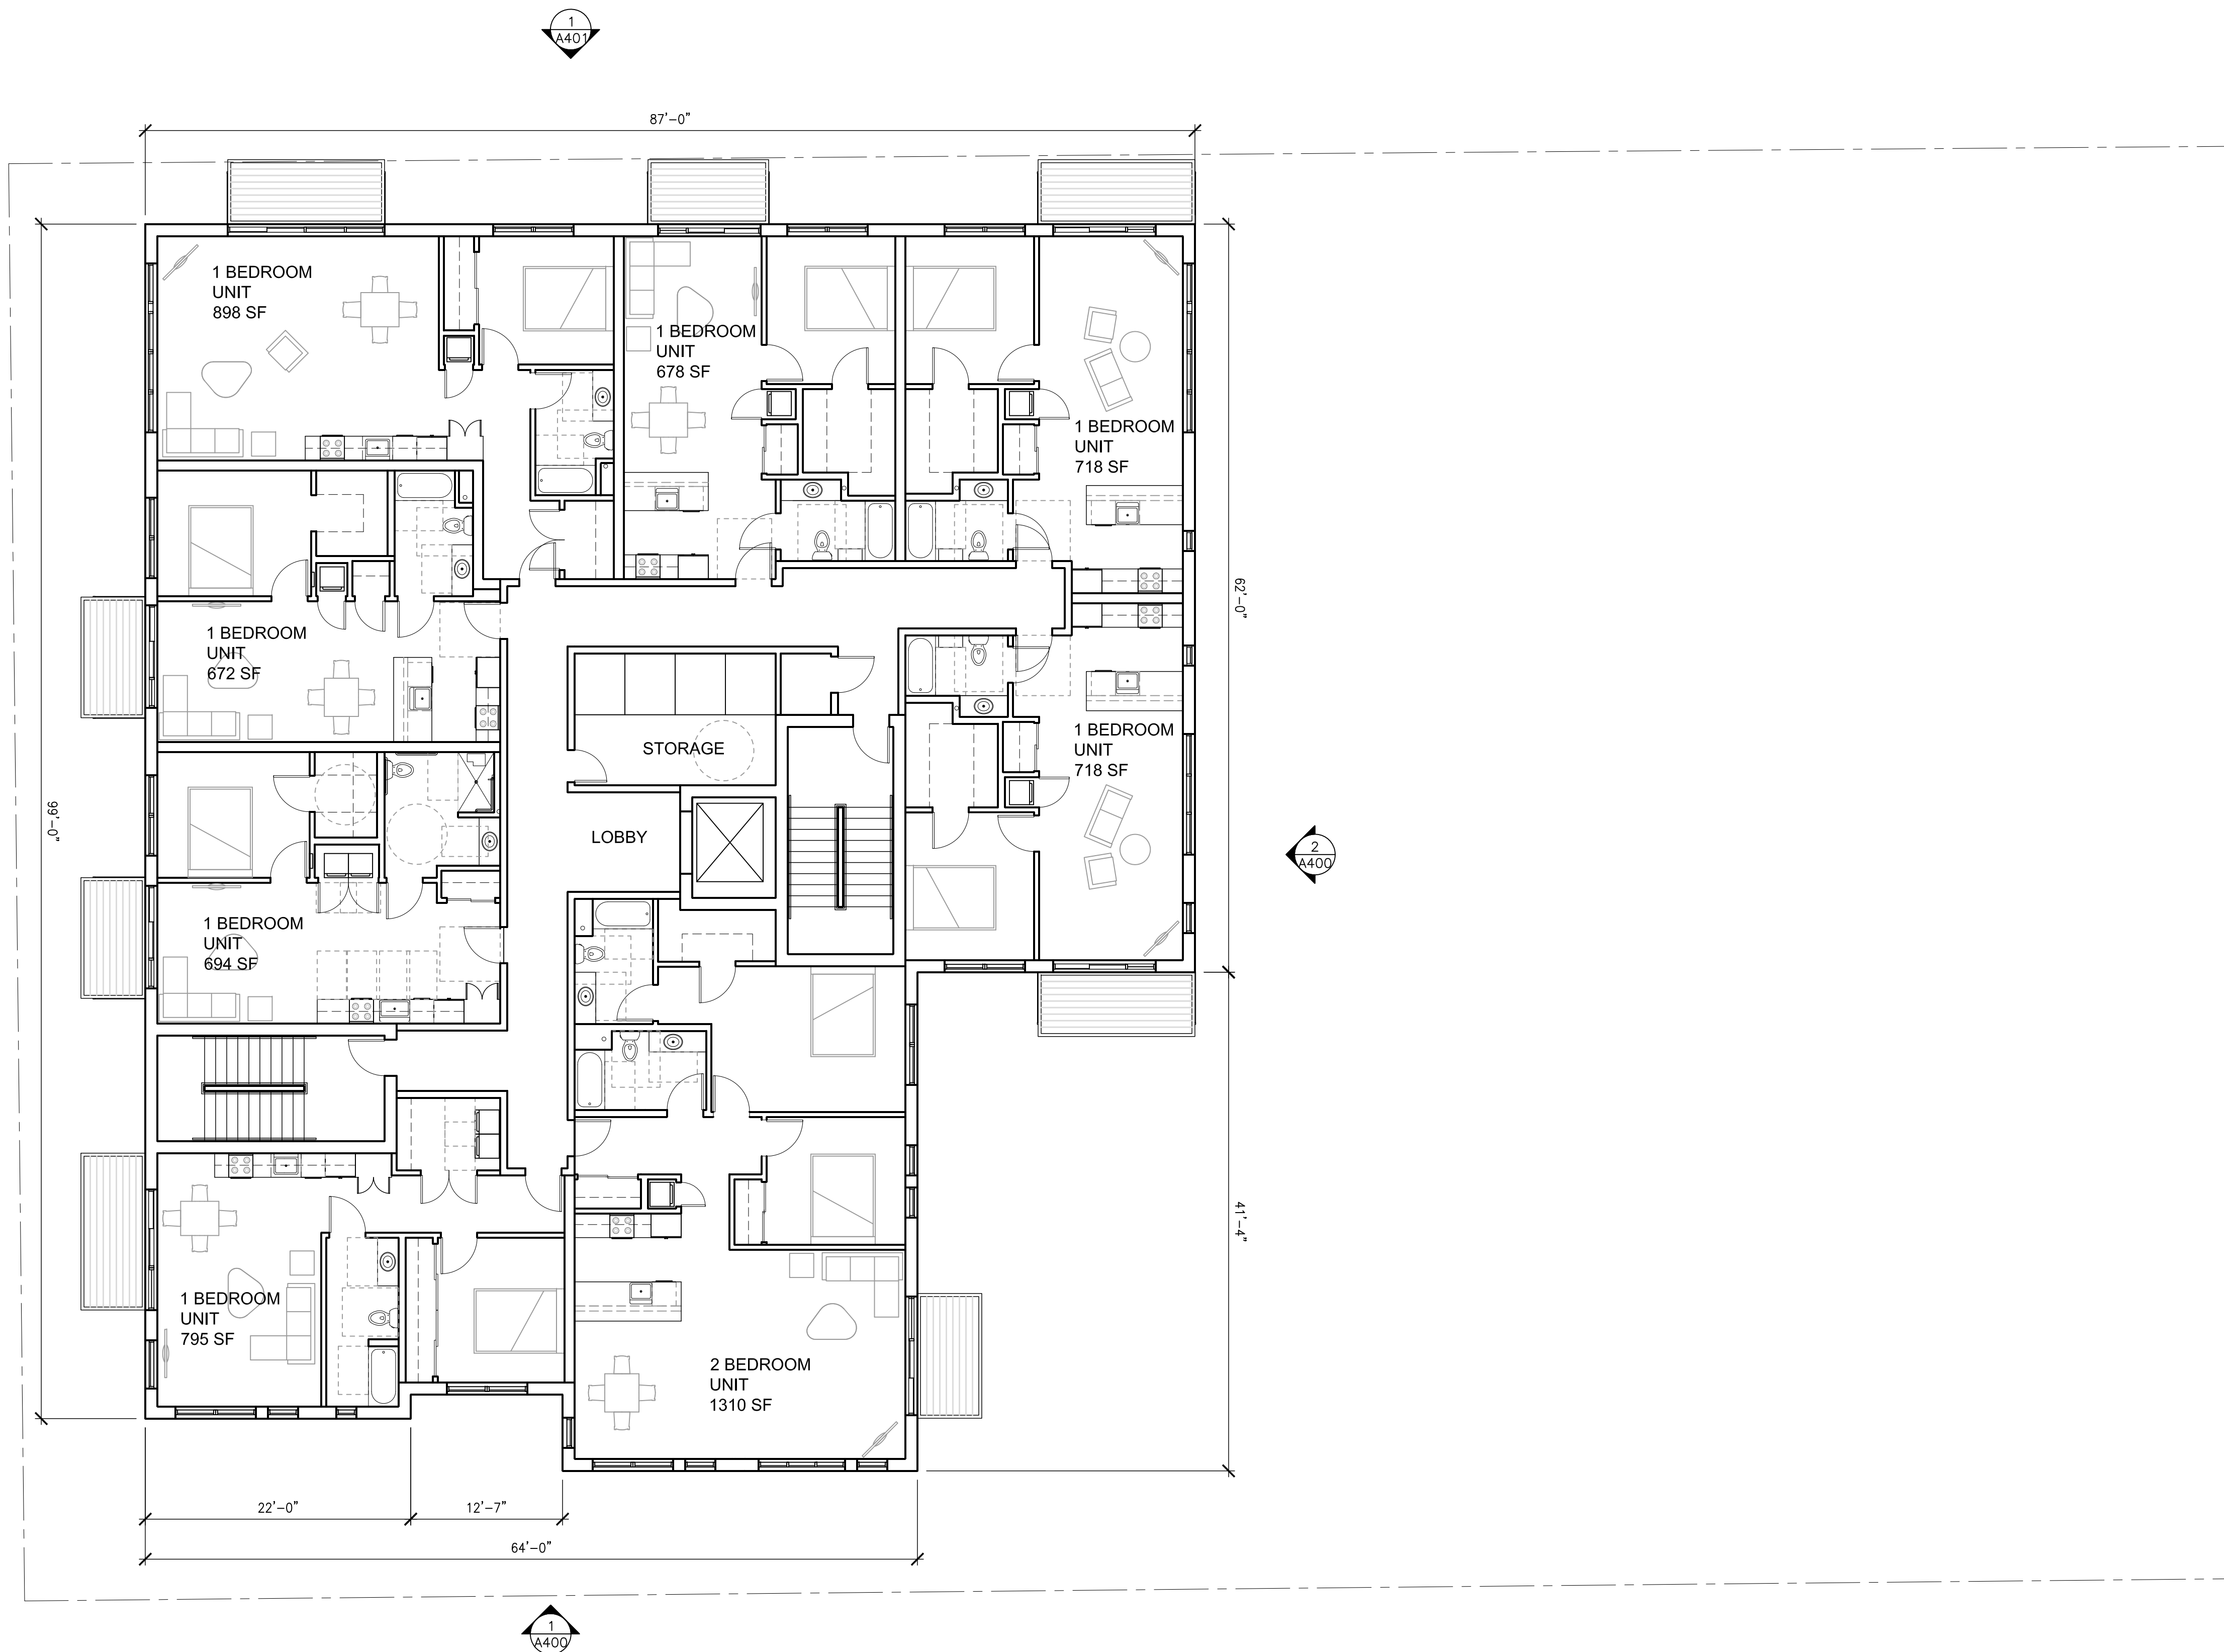 1
A401
87'-0"
1 BEDROOM
UNIT
898 SF
1 BEDROOM
UNIT
678 SF
1 BEDROOM
UNIT
718 SF
62'-0"
1 BEDROOM
UNIT
672 SF
STORAGE
1 BEDROOM
UNIT
718 SF
99'-0"
LOBBY
2
A400
1 BEDROOM
UNIT
694 SF
41'-4"
1 BEDROOM
UNIT
795 SF
2 BEDROOM
UNIT
1310 SF
22'-0"
12'-7"
64'-0"
1
A400